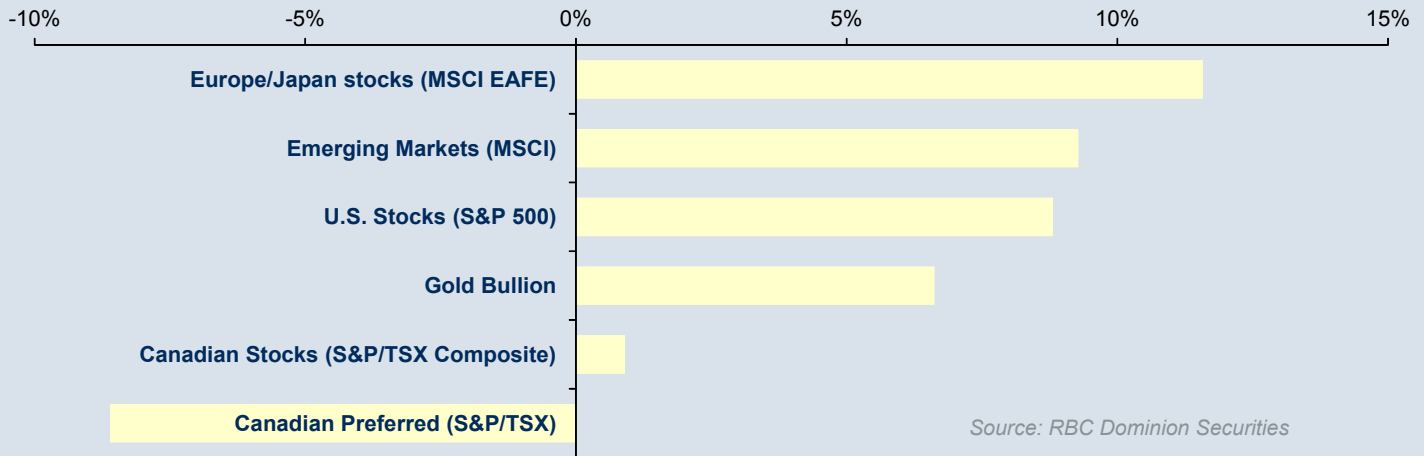 -10% -5% 0% 5% 10% 15%
Europe/Japan stocks (MSCI EAFE)
Emerging Markets (MSCI)
U.S. Stocks (S&P 500)
Gold Bullion
Canadian Stocks (S&P/TSX Composite)
Canadian Preferred (S&P/TSX)
Source: RBC Dominion Securities